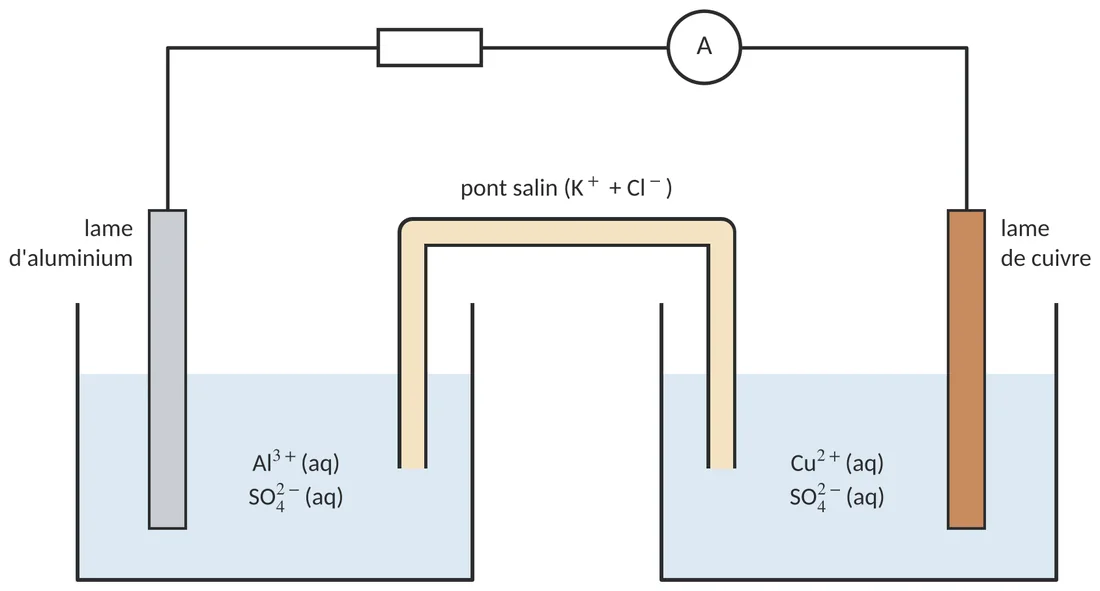 A
pont salin (K⁺ + Cl⁻)
lame
d'aluminium
lame
de cuivre
Al³⁺ (aq)
SO₄²⁻ (aq)
Cu²⁺ (aq)
SO₄²⁻ (aq)